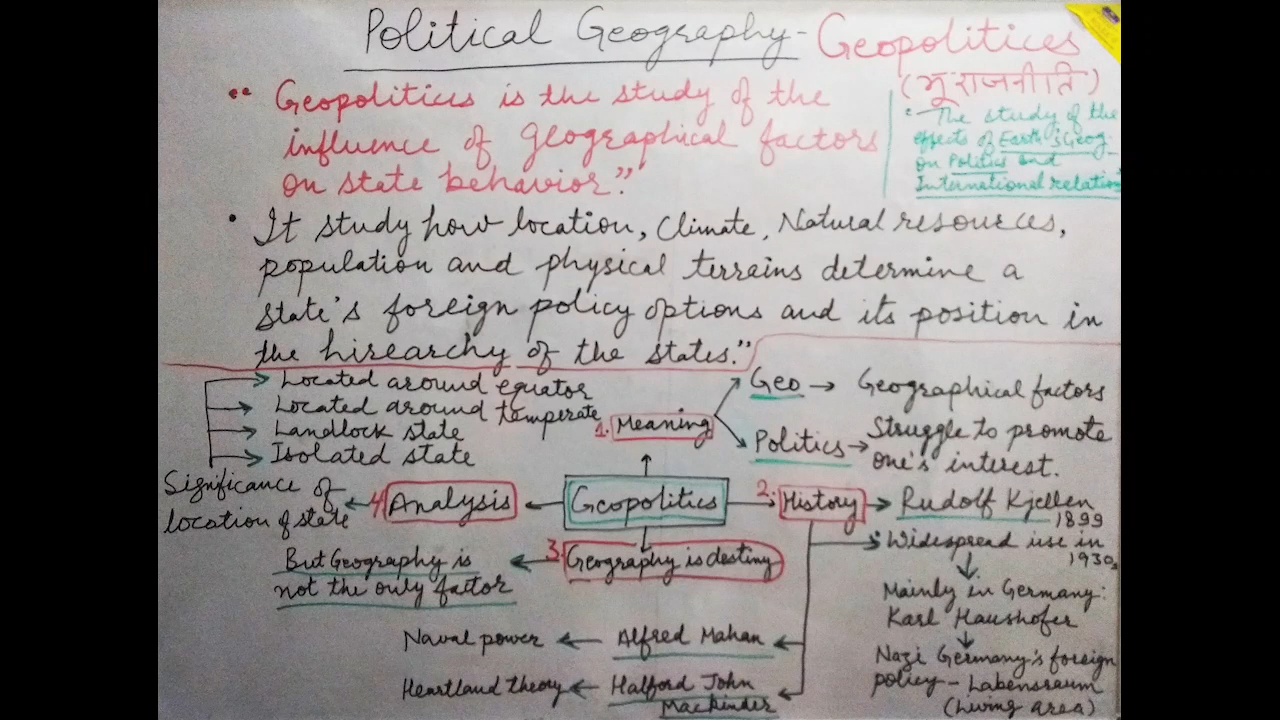 Political Geography - Geopolitics
(भू राजनीति)
"Geopolitics is the study of the
influence of geographical factors
on state behavior."
"The study of the
effects of Earth's Geog.
on Politics and
International relation
• It study how location, Climate, Natural resources,
population and physical terrains determine a
state's foreign policy options and its position in
the hirearchy of the states."
Located around equator
Located around temperate
Landlock state
Isolated state
Significance of
location of state
4. Analysis
Geopolitics
1. Meaning
Geo → Geographical factors
Politics → Struggle to promote
one's interest.
2. History → Rudolf Kjellen
1899
Widespread use in
1930s
Mainly in Germany:
Karl Haushofer
Nazi Germany's foreign
policy - Labensraum
(Living area)
3. Geography is destiny
But Geography is
not the only factor
Naval power ← Alfred Mahan
Heartland theory ← Halford John
Mackinder